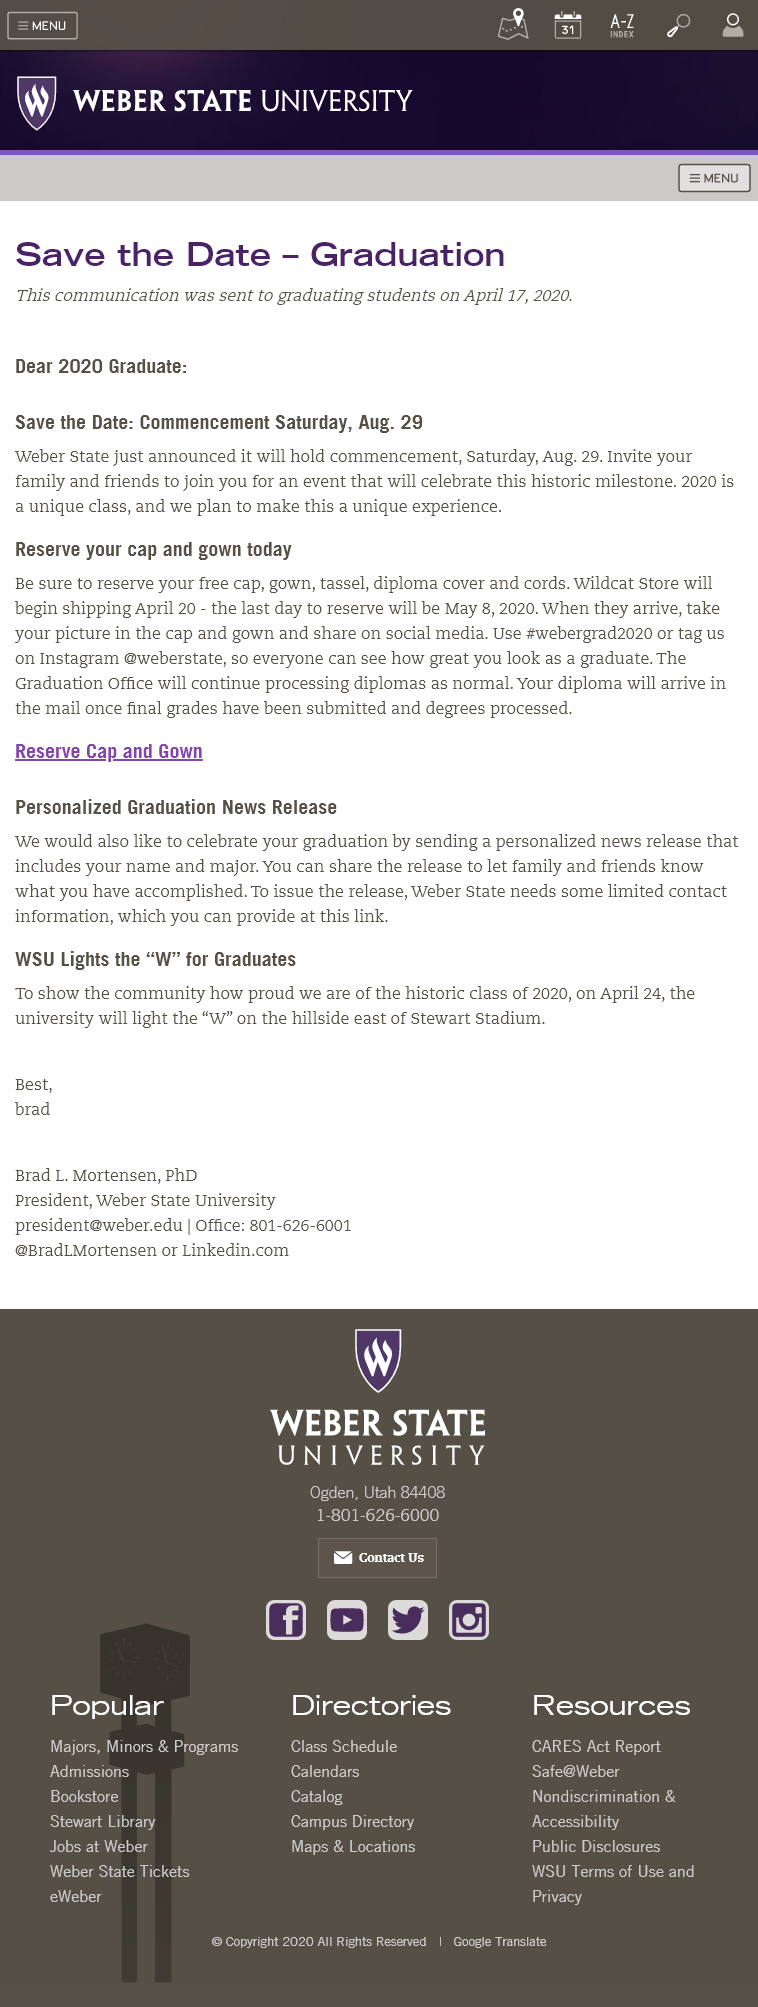 MENU
31
A-Z
INDEX
WEBER STATE UNIVERSITY
MENU
Save the Date – Graduation
This communication was sent to graduating students on April 17, 2020.
Dear 2020 Graduate:
Save the Date: Commencement Saturday, Aug. 29
Weber State just announced it will hold commencement, Saturday, Aug. 29. Invite your
family and friends to join you for an event that will celebrate this historic milestone. 2020 is
a unique class, and we plan to make this a unique experience.
Reserve your cap and gown today
Be sure to reserve your free cap, gown, tassel, diploma cover and cords. Wildcat Store will
begin shipping April 20 - the last day to reserve will be May 8, 2020. When they arrive, take
your picture in the cap and gown and share on social media. Use #webergrad2020 or tag us
on Instagram @weberstate, so everyone can see how great you look as a graduate. The
Graduation Office will continue processing diplomas as normal. Your diploma will arrive in
the mail once final grades have been submitted and degrees processed.
Reserve Cap and Gown
Personalized Graduation News Release
We would also like to celebrate your graduation by sending a personalized news release that
includes your name and major. You can share the release to let family and friends know
what you have accomplished. To issue the release, Weber State needs some limited contact
information, which you can provide at this link.
WSU Lights the “W” for Graduates
To show the community how proud we are of the historic class of 2020, on April 24, the
university will light the “W” on the hillside east of Stewart Stadium.
Best,
brad
Brad L. Mortensen, PhD
President, Weber State University
president@weber.edu | Office: 801-626-6001
@BradLMortensen or Linkedin.com
WEBER STATE
UNIVERSITY
Ogden, Utah 84408
1-801-626-6000
Contact Us
Popular
Majors, Minors & Programs
Admissions
Bookstore
Stewart Library
Jobs at Weber
Weber State Tickets
eWeber
Directories
Class Schedule
Calendars
Catalog
Campus Directory
Maps & Locations
Resources
CARES Act Report
Safe@Weber
Nondiscrimination &
Accessibility
Public Disclosures
WSU Terms of Use and
Privacy
© Copyright 2020 All Rights Reserved | Google Translate